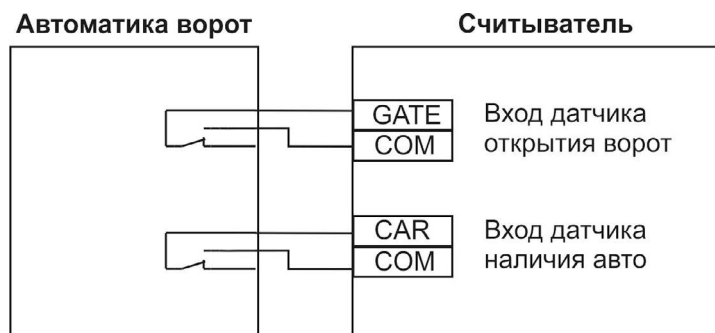 Автоматика ворот
Считыватель
GATE
COM
Вход датчика
открытия ворот
CAR
COM
Вход датчика
наличия авто